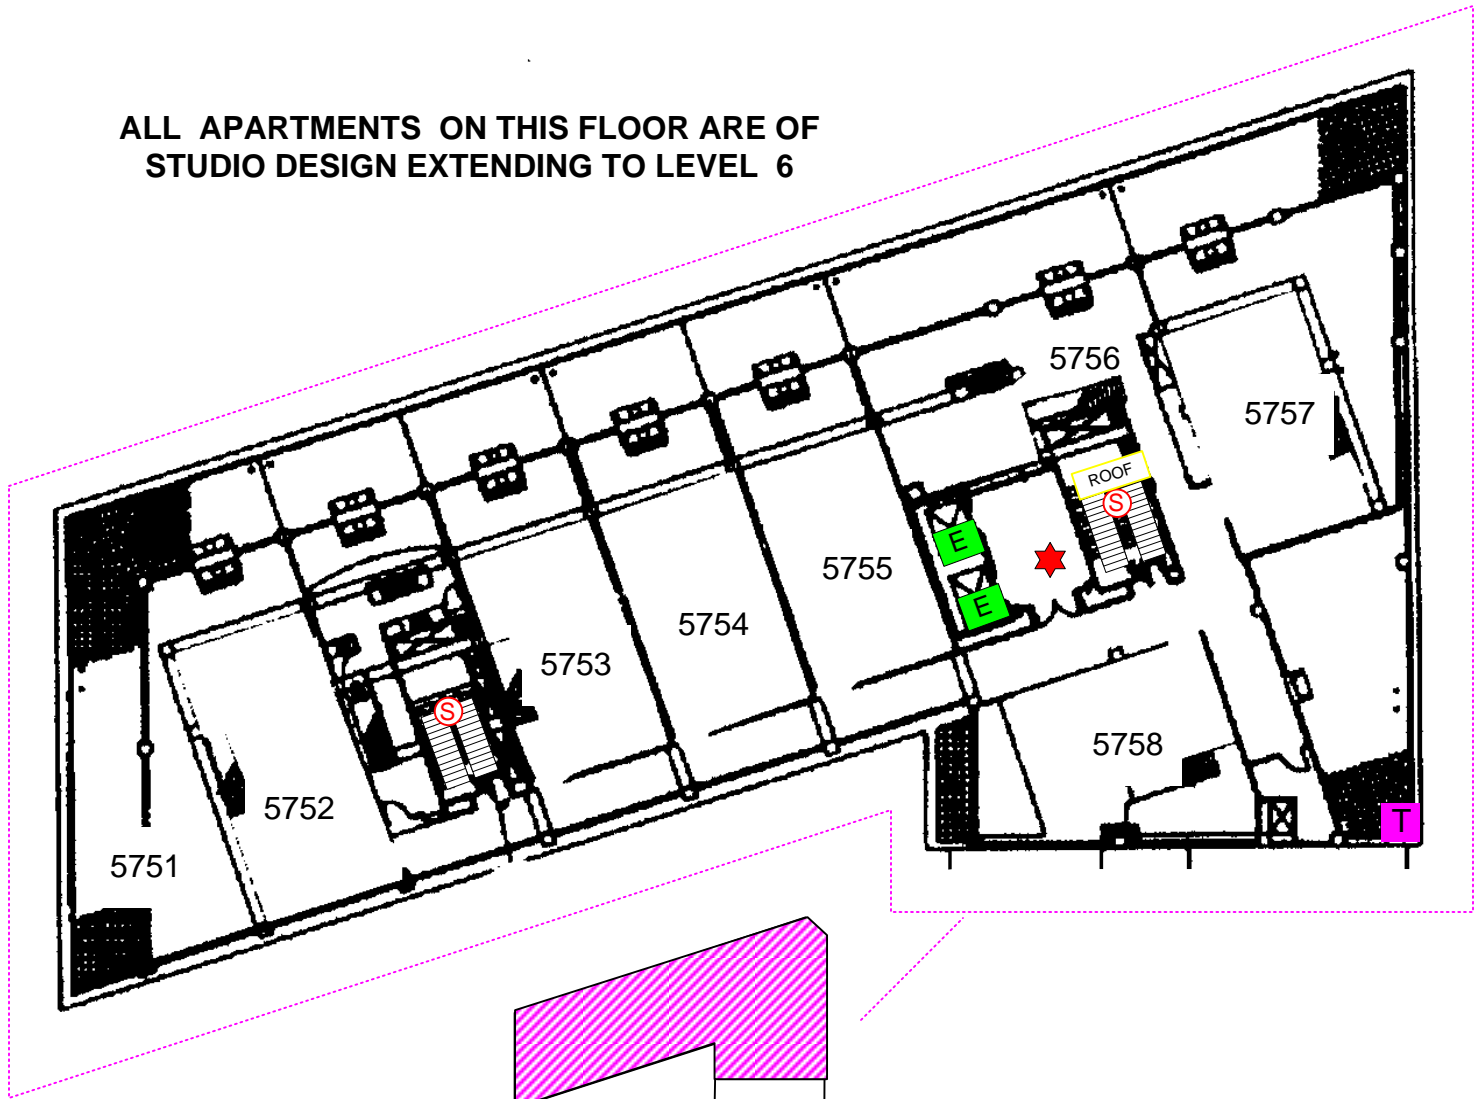 ALL APARTMENTS ON THIS FLOOR ARE OF
STUDIO DESIGN EXTENDING TO LEVEL 6
5756
5757
ROOF
S
E
5755
E
5754
5753
S
5758
5752
T
5751